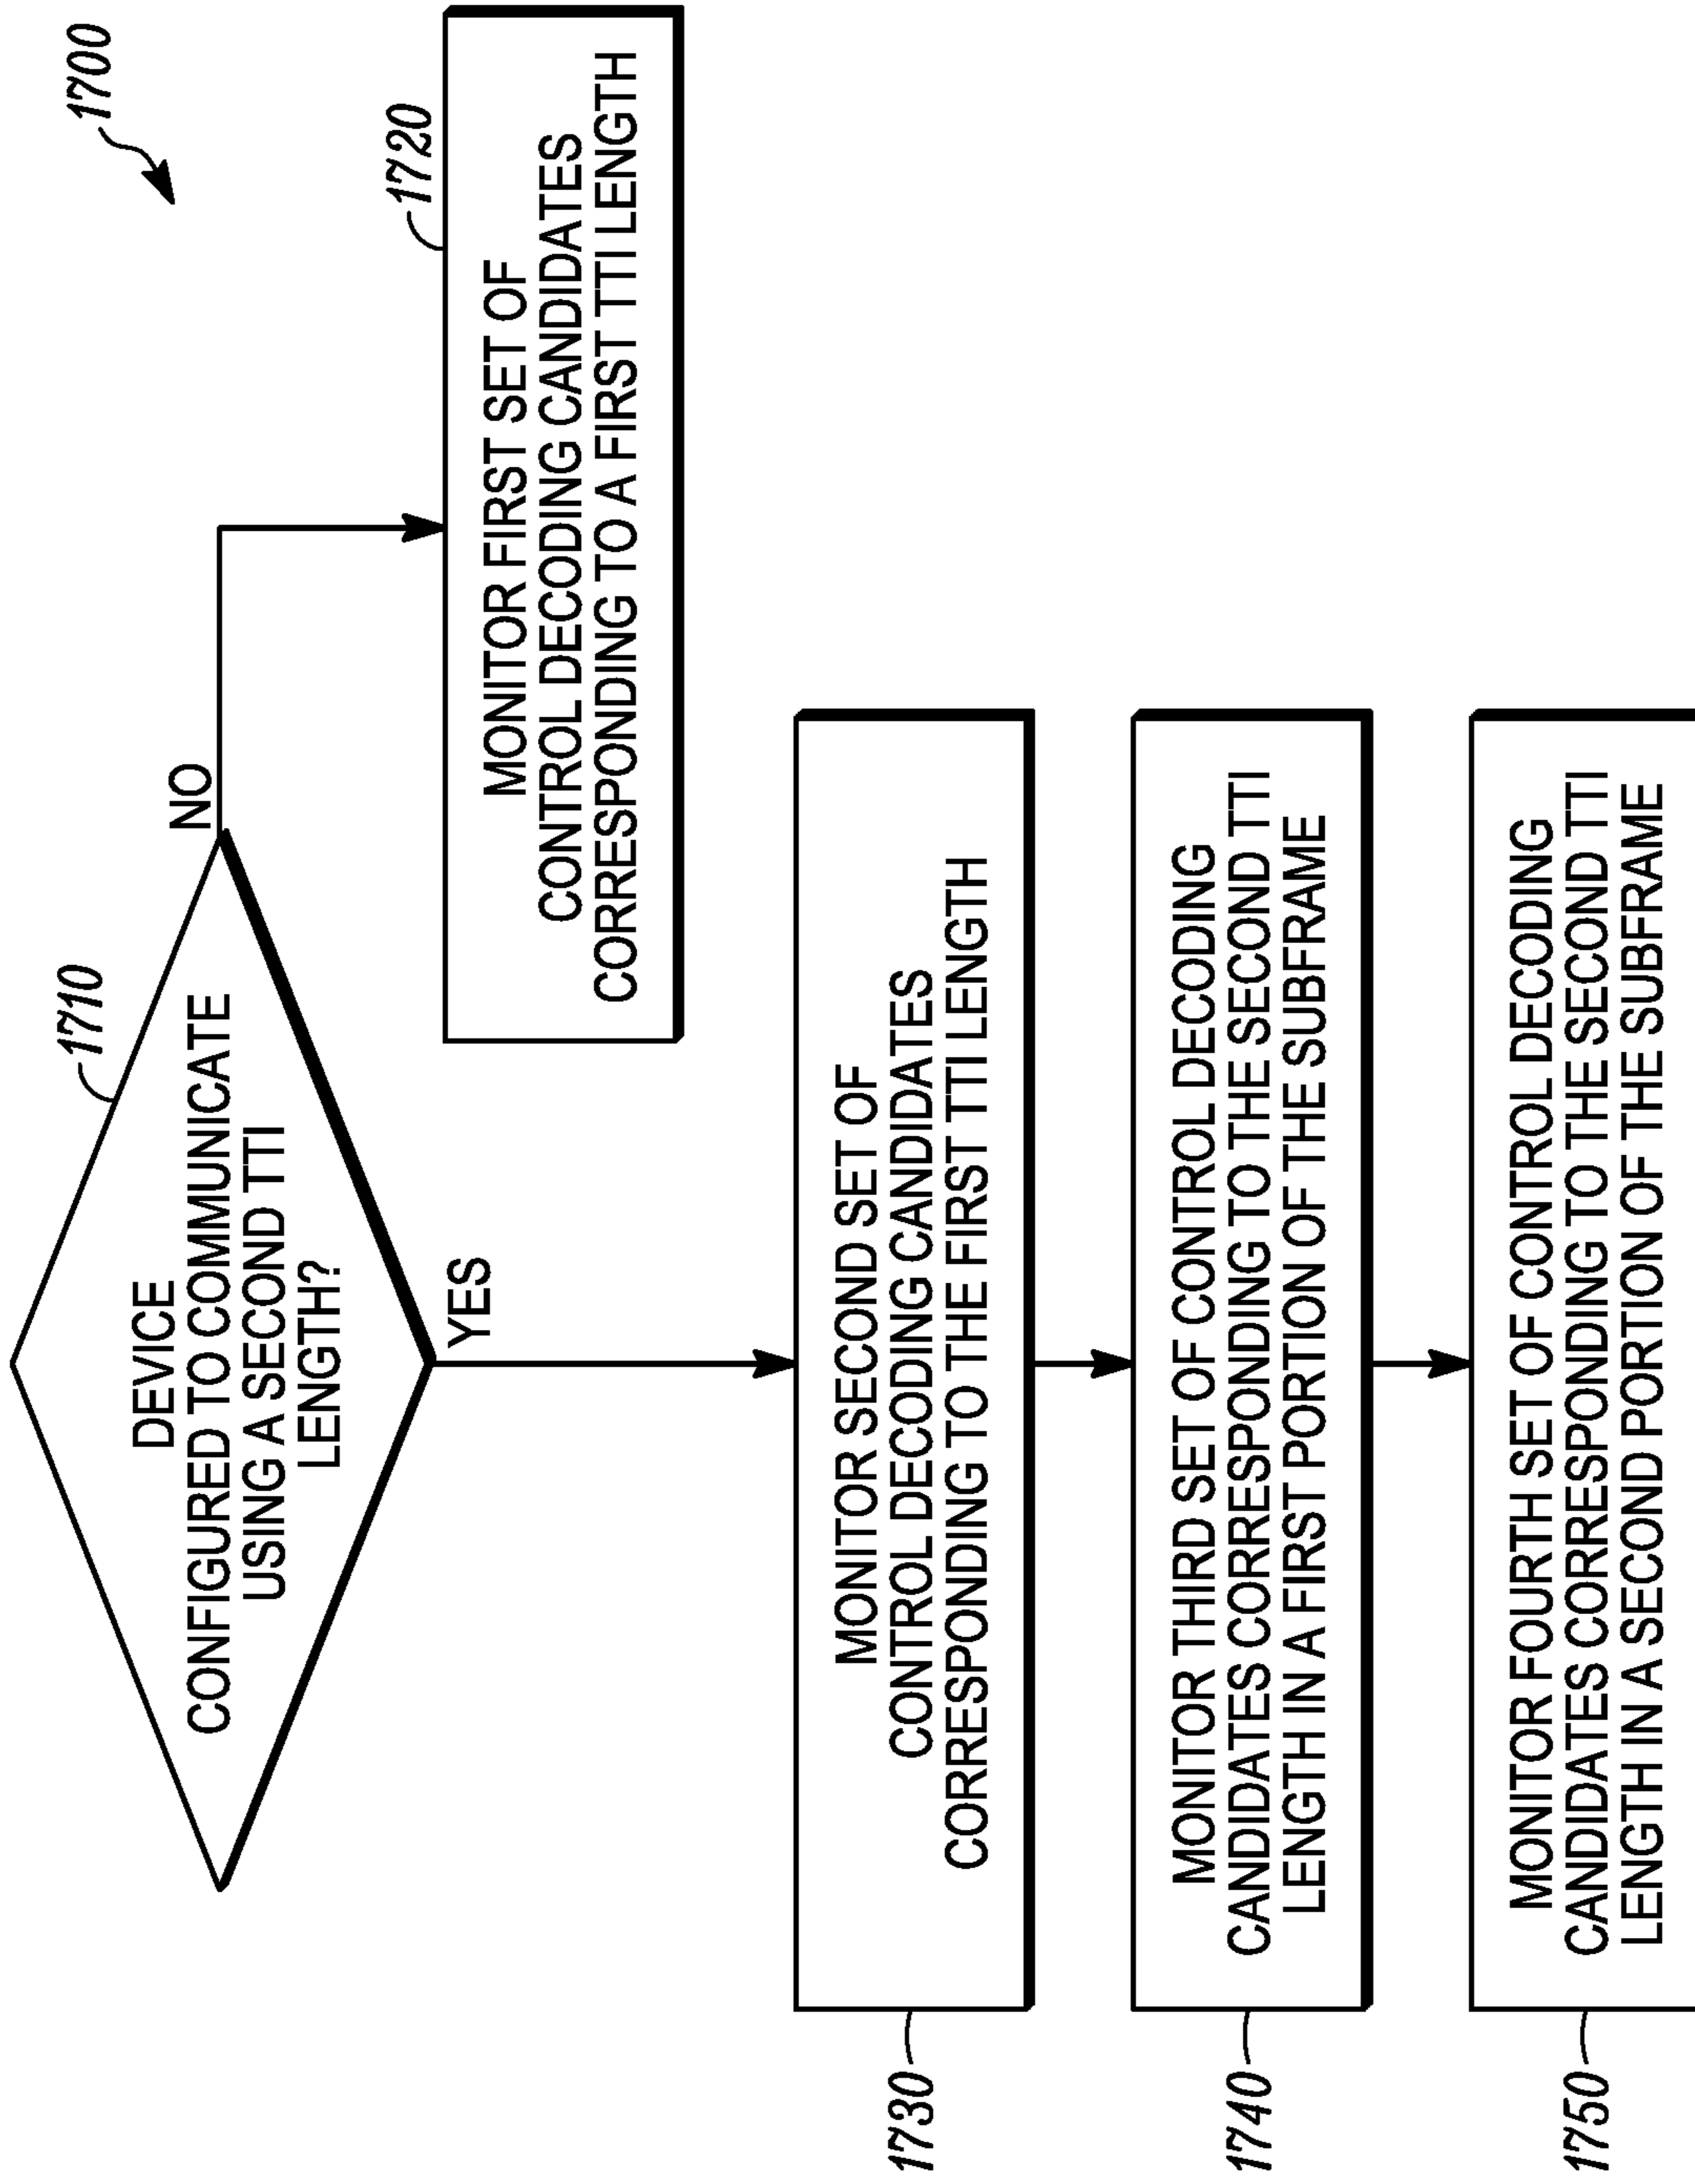 1700
1710
DEVICE
CONFIGURED TO COMMUNICATE
USING A SECOND TTI
LENGTH?
NO
YES
1720
MONITOR FIRST SET OF
CONTROL DECODING CANDIDATES
CORRESPONDING TO A FIRST TTI LENGTH
1730
MONITOR SECOND SET OF
CONTROL DECODING CANDIDATES
CORRESPONDING TO THE FIRST TTI LENGTH
1740
MONITOR THIRD SET OF CONTROL DECODING
CANDIDATES CORRESPONDING TO THE SECOND TTI
LENGTH IN A FIRST PORTION OF THE SUBFRAME
1750
MONITOR FOURTH SET OF CONTROL DECODING
CANDIDATES CORRESPONDING TO THE SECOND TTI
LENGTH IN A SECOND PORTION OF THE SUBFRAME